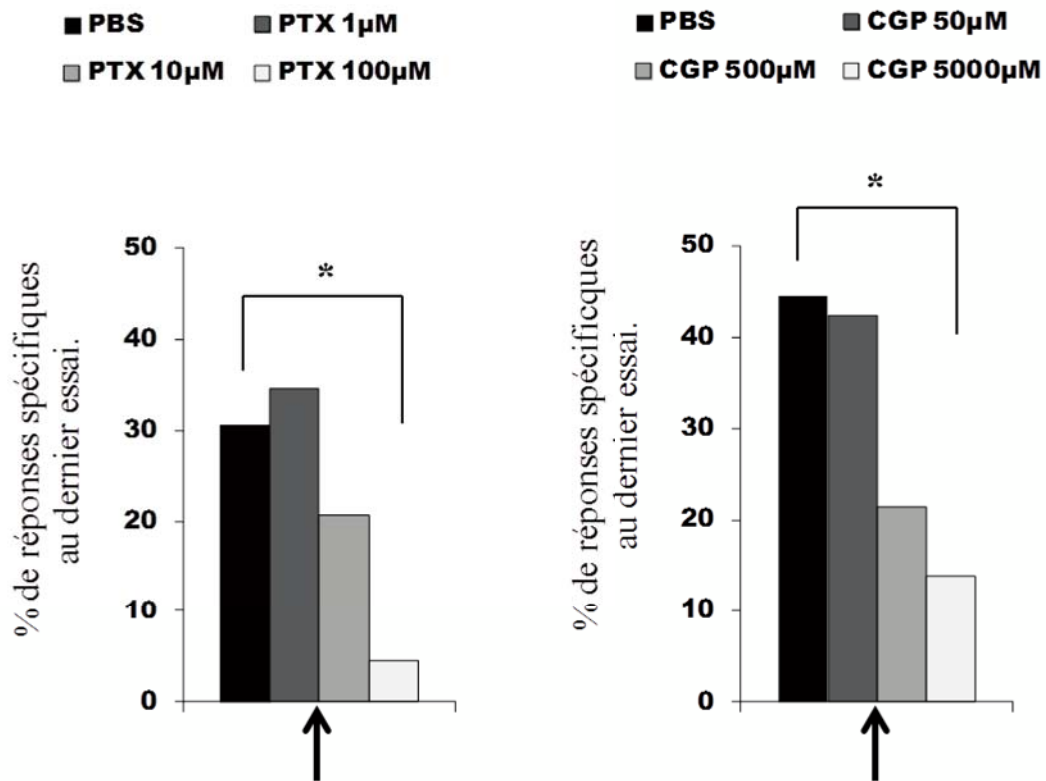 PBS PTX 1µM
PTX 10µM PTX 100µM
% de réponses spécifiques
au dernier essai.
50
40
30
20
10
0
*
PBS CGP 50µM
CGP 500µM CGP 5000µM
% de réponses spécificques
au dernier essai.
50
40
30
20
10
0
*